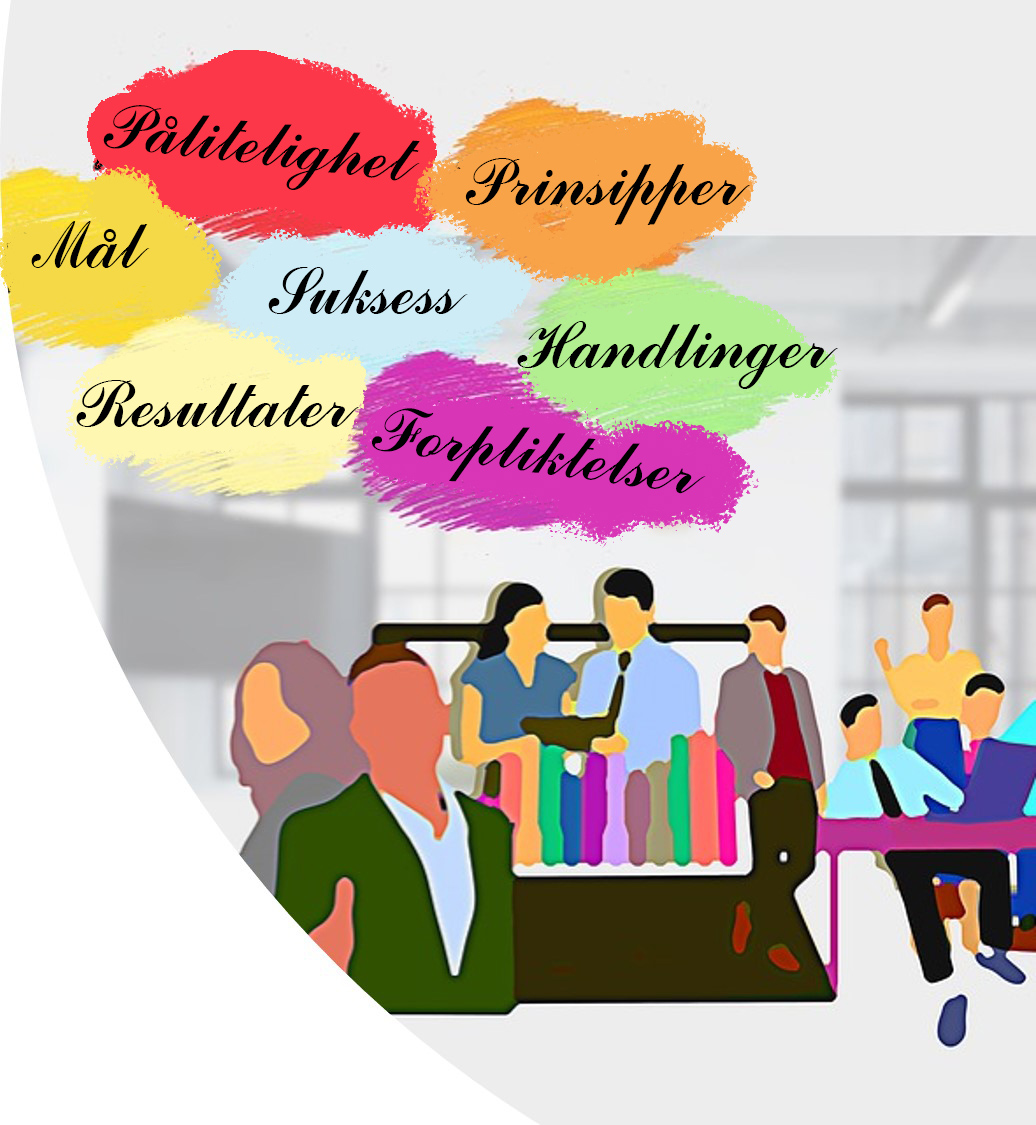 Pålitelighet
Prinsipper
Mål
Suksess
Handlinger
Resultater
Forpliktelser